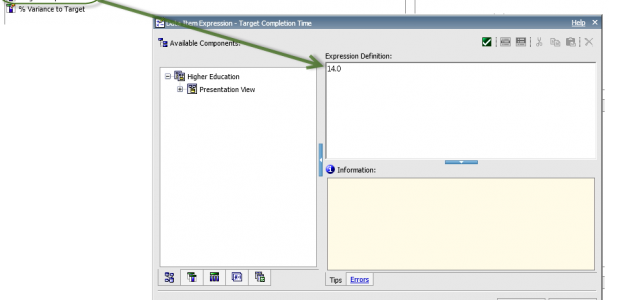 % Variance to Target
Data Item Expression - Target Completion Time
Help
Available Components:
Expression Definition:
14.0
Higher Education
Presentation View
Information:
Tips Errors